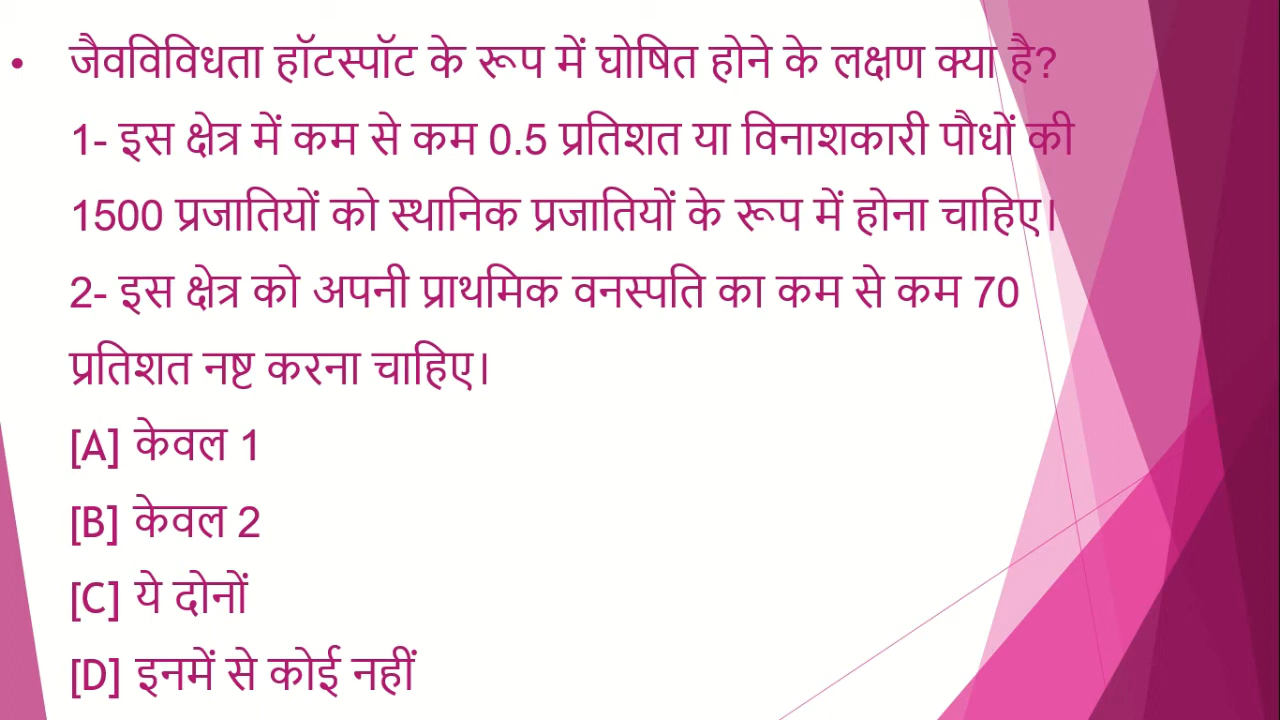 • जैवविविधता हॉटस्पॉट के रूप में घोषित होने के लक्षण क्या है?
1- इस क्षेत्र में कम से कम 0.5 प्रतिशत या विनाशकारी पौधों की
1500 प्रजातियों को स्थानिक प्रजातियों के रूप में होना चाहिए।
2- इस क्षेत्र को अपनी प्राथमिक वनस्पति का कम से कम 70
प्रतिशत नष्ट करना चाहिए।
[A] केवल 1
[B] केवल 2
[C] ये दोनों
[D] इनमें से कोई नहीं